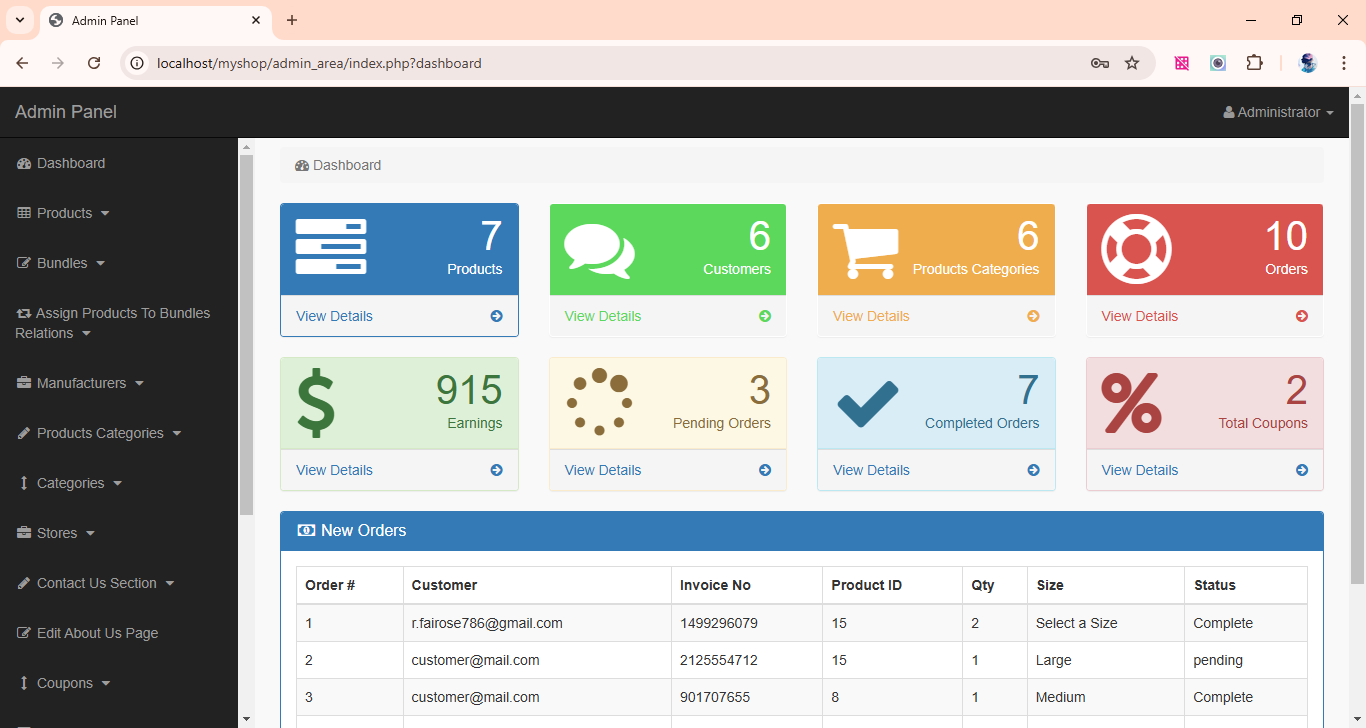 Admin Panel
localhost/myshop/admin_area/index.php?dashboard
Admin Panel
Administrator
Dashboard
Products
Bundles
Assign Products To Bundles
Relations
Manufacturers
Products Categories
Categories
Stores
Contact Us Section
Edit About Us Page
Coupons
Dashboard
7
Products
View Details
6
Customers
View Details
6
Products Categories
View Details
10
Orders
View Details
915
Earnings
View Details
3
Pending Orders
View Details
7
Completed Orders
View Details
2
Total Coupons
View Details
New Orders
Order # Customer Invoice No Product ID Qty Size Status
1 r.fairose786@gmail.com 1499296079 15 2 Select a Size Complete
2 customer@mail.com 2125554712 15 1 Large pending
3 customer@mail.com 901707655 8 1 Medium Complete